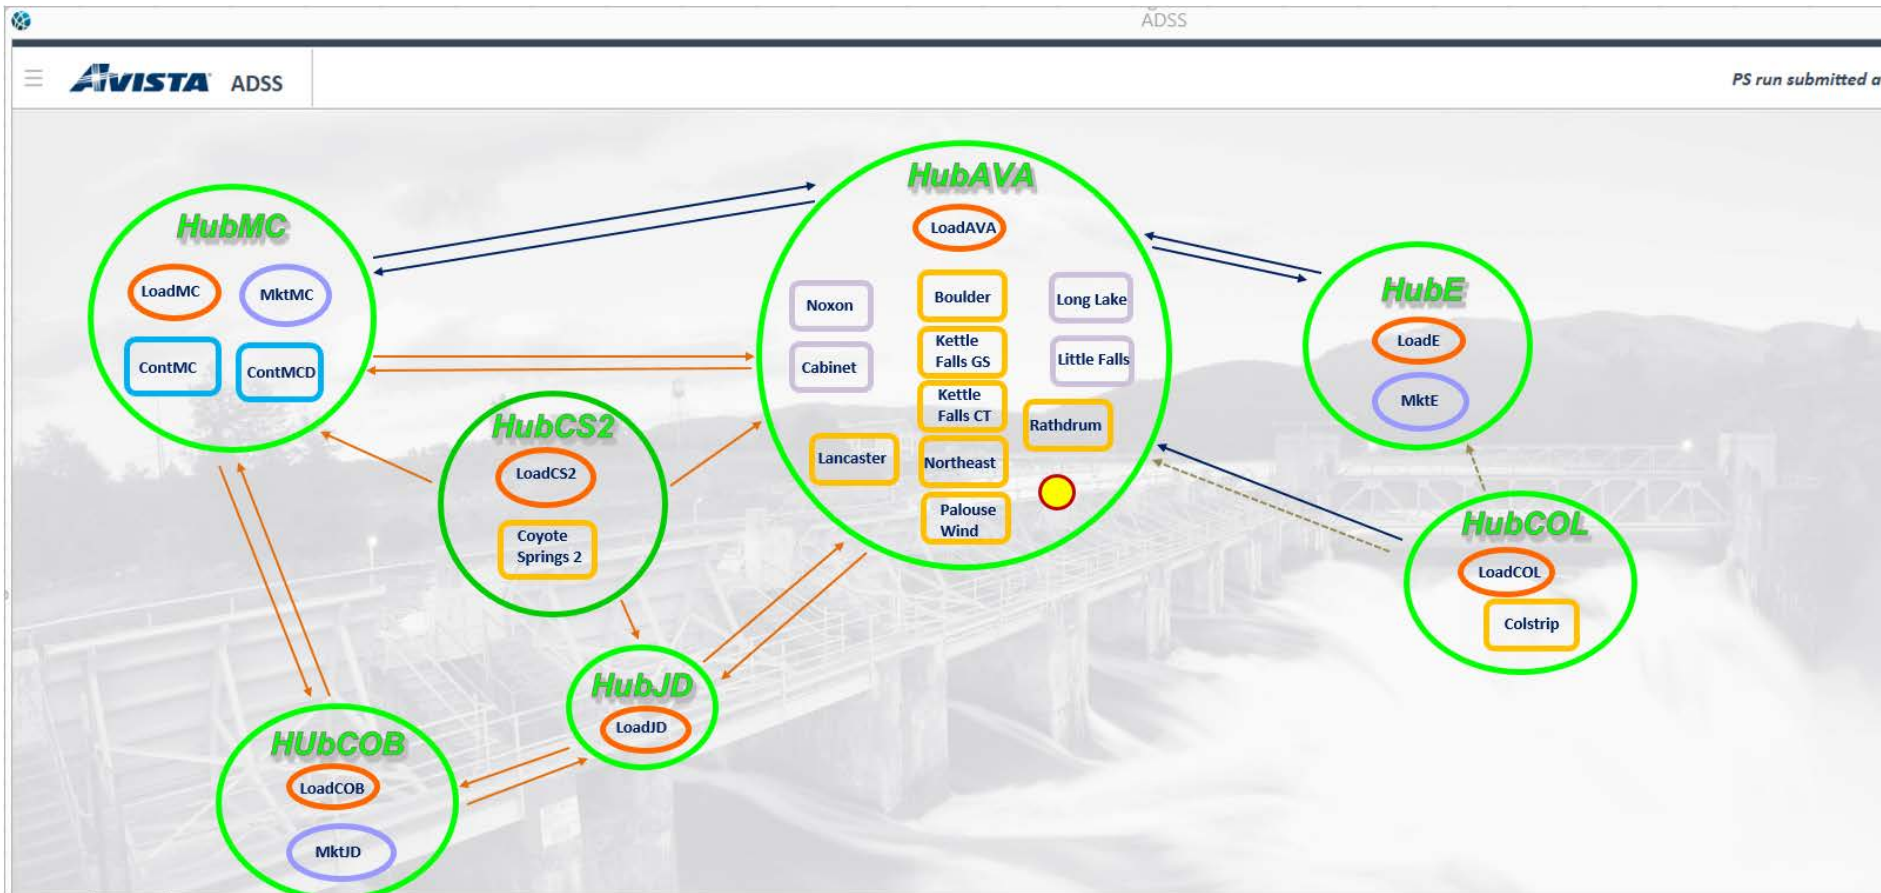 ADSS
AVISTA ADSS
PS run submitted a
HubMC
LoadMC
MktMC
ContMC
ContMCD
HubAVA
LoadAVA
Noxon
Boulder
Long Lake
Cabinet
Kettle
Falls GS
Little Falls
Kettle
Falls CT
Rathdrum
Lancaster
Northeast
Palouse
Wind
HubE
LoadE
MktE
HubCS2
LoadCS2
Coyote
Springs 2
HubCOL
LoadCOL
Colstrip
HubJD
LoadJD
HUbCOB
LoadCOB
MktJD